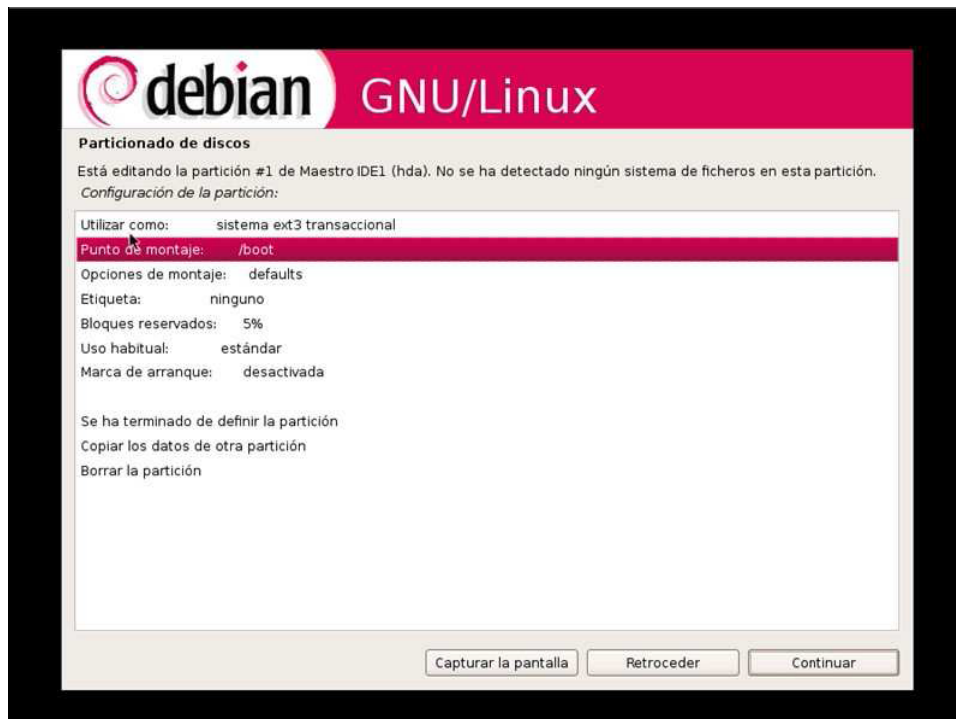 debian GNU/Linux
Particionado de discos
Está editando la partición #1 de Maestro IDE1 (hda). No se ha detectado ningún sistema de ficheros en esta partición.
Configuración de la partición:
Utilizar como: sistema ext3 transaccional
Punto de montaje: /boot
Opciones de montaje: defaults
Etiqueta: ninguno
Bloques reservados: 5%
Uso habitual: estándar
Marca de arranque: desactivada
Se ha terminado de definir la partición
Copiar los datos de otra partición
Borrar la partición
Capturar la pantalla Retroceder Continuar